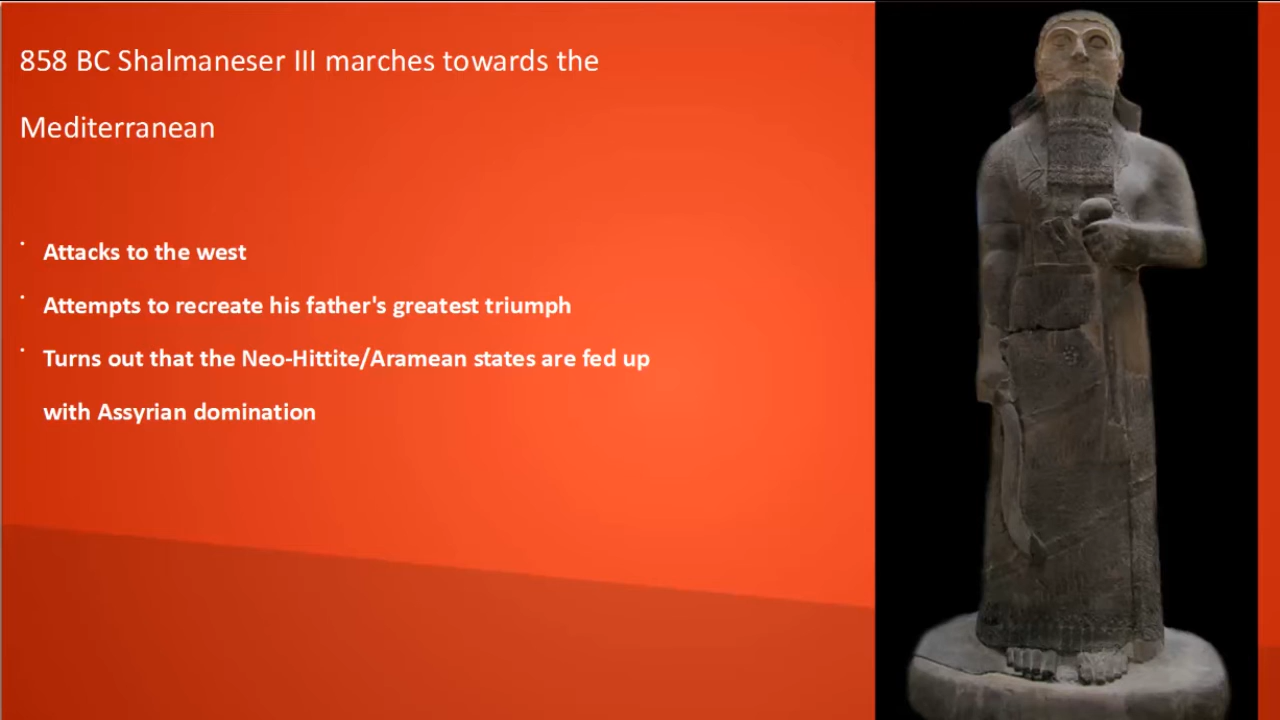 858 BC Shalmaneser III marches towards the
Mediterranean
· Attacks to the west
· Attempts to recreate his father's greatest triumph
· Turns out that the Neo-Hittite/Aramean states are fed up
with Assyrian domination